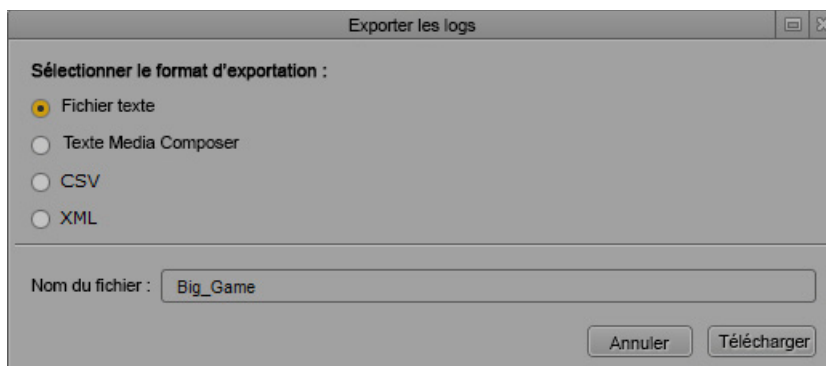 Exporter les logs
Sélectionner le format d'exportation :
Fichier texte
Texte Media Composer
CSV
XML
Nom du fichier : Big_Game
Annuler Télécharger